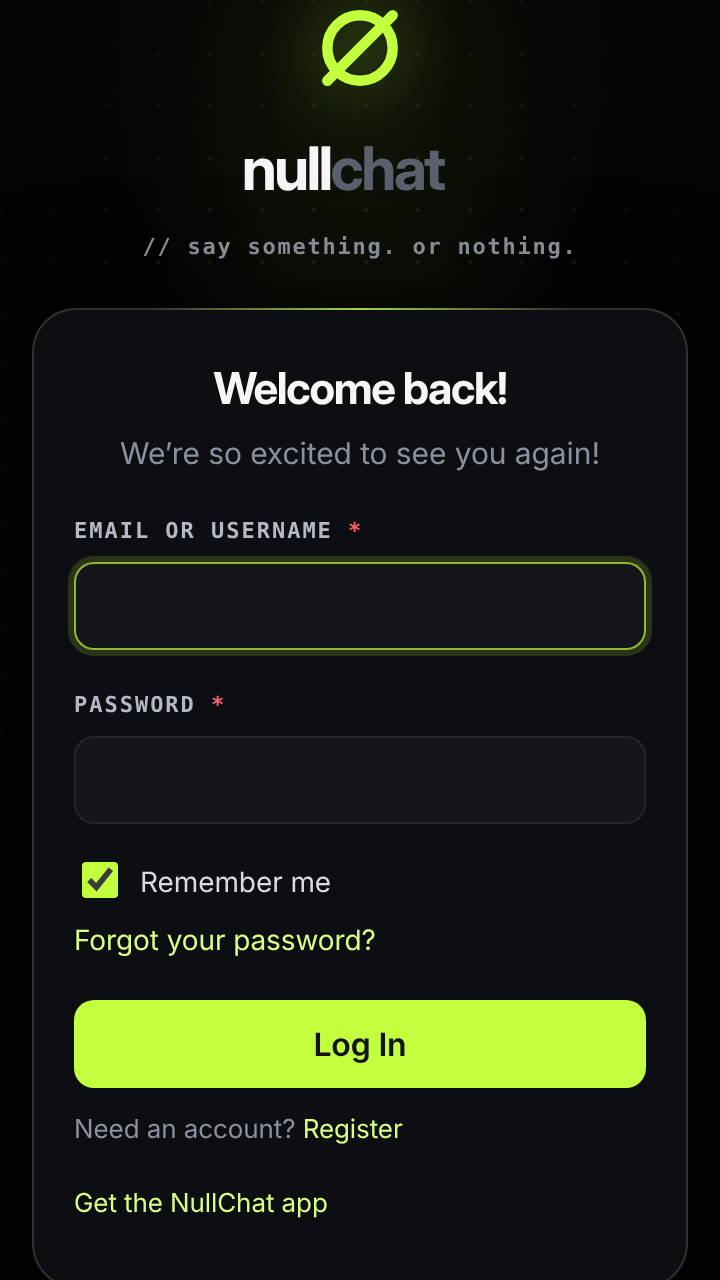 nullchat
// say something. or nothing.
Welcome back!
We’re so excited to see you again!
EMAIL OR USERNAME *
PASSWORD *
Remember me
Forgot your password?
Log In
Need an account? Register
Get the NullChat app